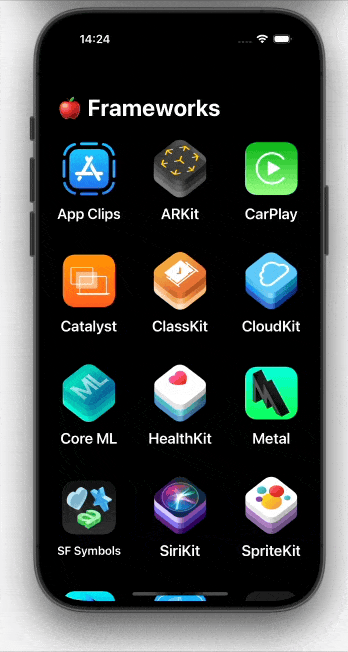 14:24
🍎 Frameworks
App Clips ARKit CarPlay
Catalyst ClassKit CloudKit
ML
Core ML HealthKit Metal
SF Symbols SiriKit SpriteKit